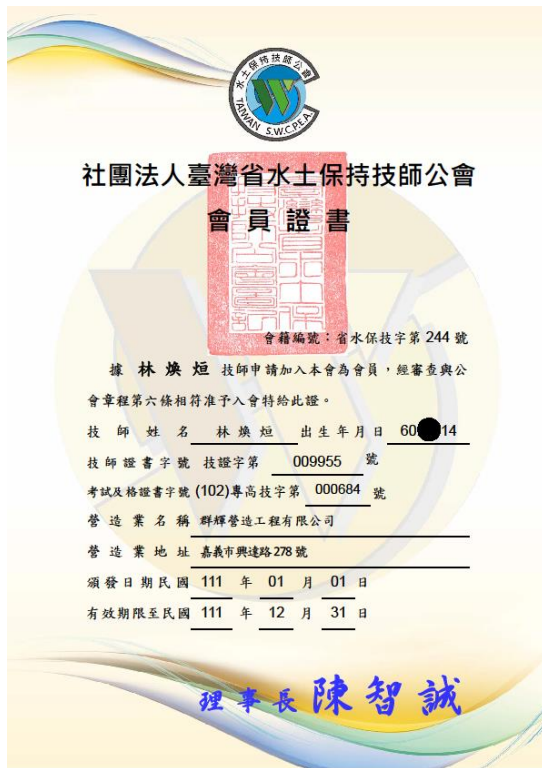 水土保持技師公會
TAIWAN S.W.C.P.E.A.
社團法人臺灣省水土保持技師公會
會員證書
會籍編號：省水保技字第 244 號
據 林煥烜 技師申請加入本會為會員，經審查與公
會章程第六條相符准予入會特給此證。
技師姓名 林煥烜 出生年月日 60 14
技師證書字號 技證字第 009955 號
考試及格證書字號 (102)專高技字第 000684 號
營造業名稱 群輝營造工程有限公司
營造業地址 嘉義市興達路 278 號
頒發日期民國 111 年 01 月 01 日
有效期限至民國 111 年 12 月 31 日
理事長 陳智誠